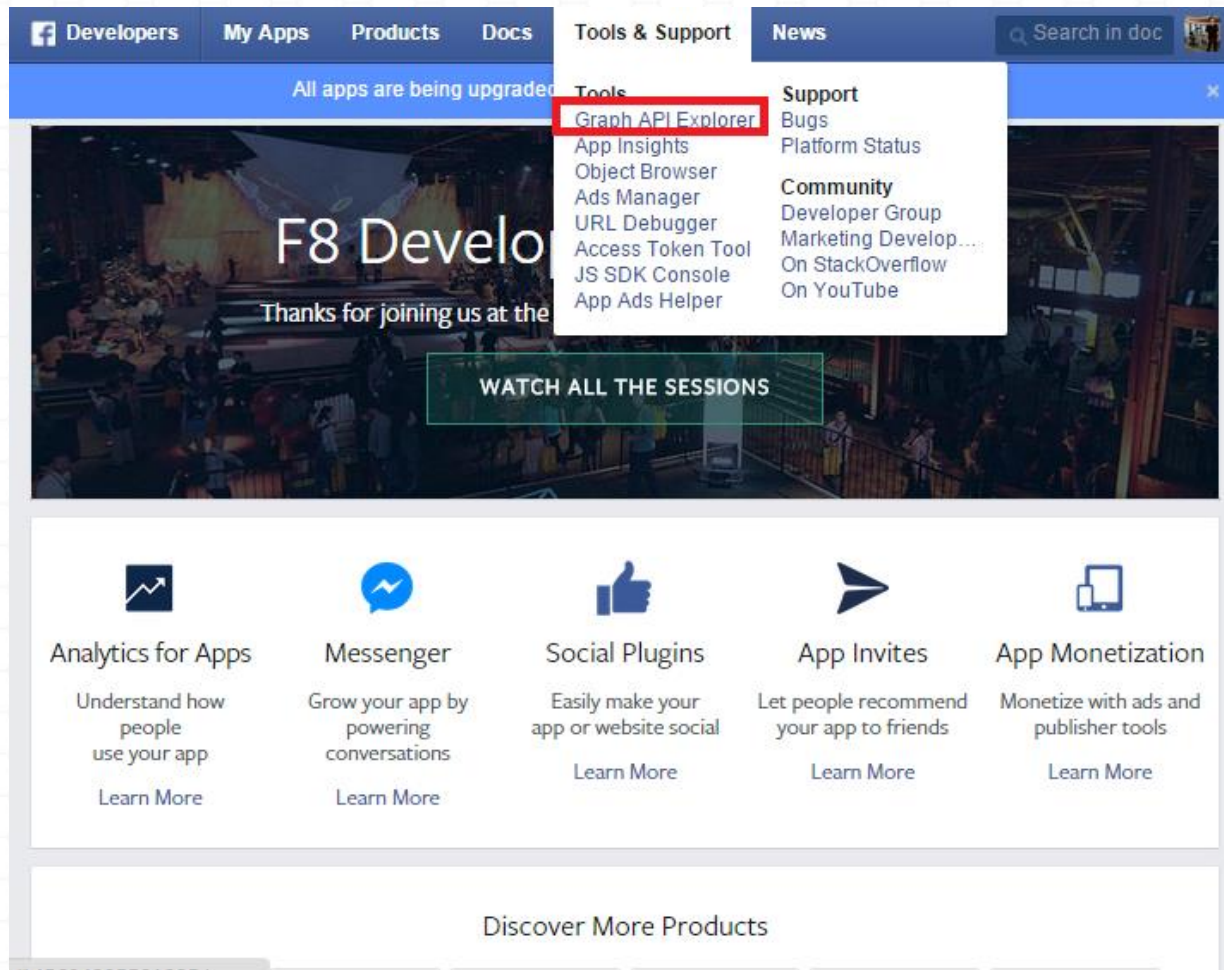 Developers My Apps Products Docs Tools & Support News Search in doc
All apps are being upgraded
Tools
Graph API Explorer
App Insights
Object Browser
Ads Manager
URL Debugger
Access Token Tool
JS SDK Console
App Ads Helper
Support
Bugs
Platform Status
Community
Developer Group
Marketing Develop...
On StackOverflow
On YouTube
F8 Develo
Thanks for joining us at the
WATCH ALL THE SESSIONS
Analytics for Apps
Understand how
people
use your app
Learn More
Messenger
Grow your app by
powering
conversations
Learn More
Social Plugins
Easily make your
app or website social
Learn More
App Invites
Let people recommend
your app to friends
Learn More
App Monetization
Monetize with ads and
publisher tools
Learn More
Discover More Products